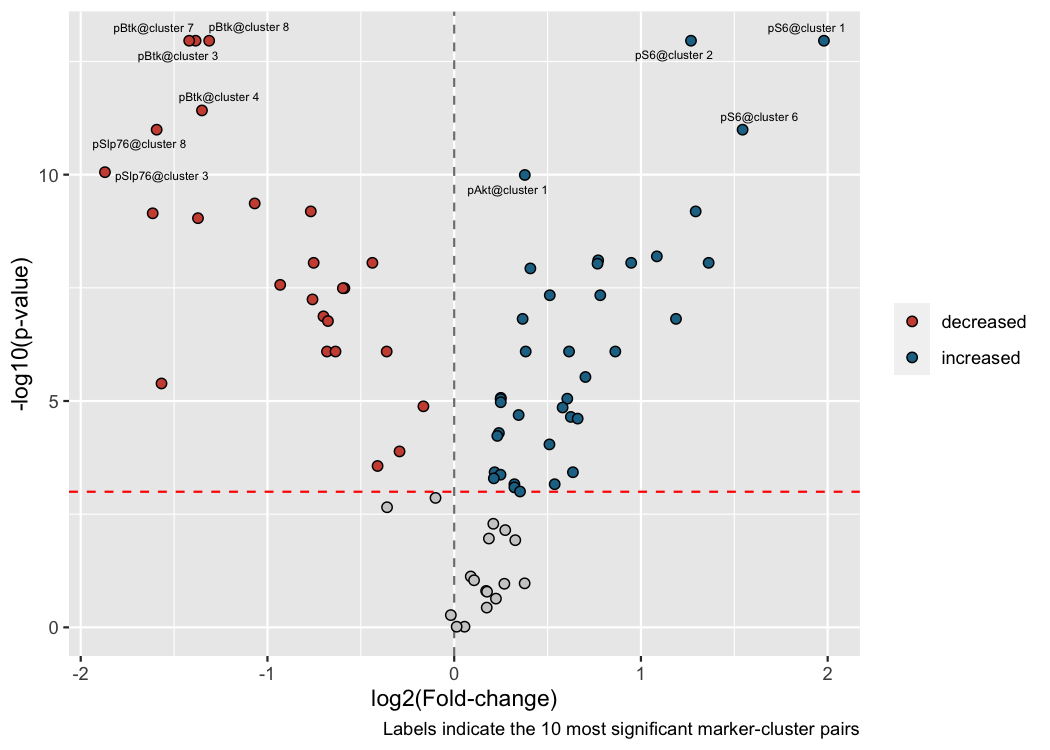 pBtk@cluster 7
pBtk@cluster 8
pS6@cluster 1
pBtk@cluster 3
pS6@cluster 2
pBtk@cluster 4
pS6@cluster 6
pSlp76@cluster 8
pSlp76@cluster 3
pAkt@cluster 1
10
5
0
-log10(p-value)
-2
-1
0
1
2
log2(Fold-change)
decreased
increased
Labels indicate the 10 most significant marker-cluster pairs